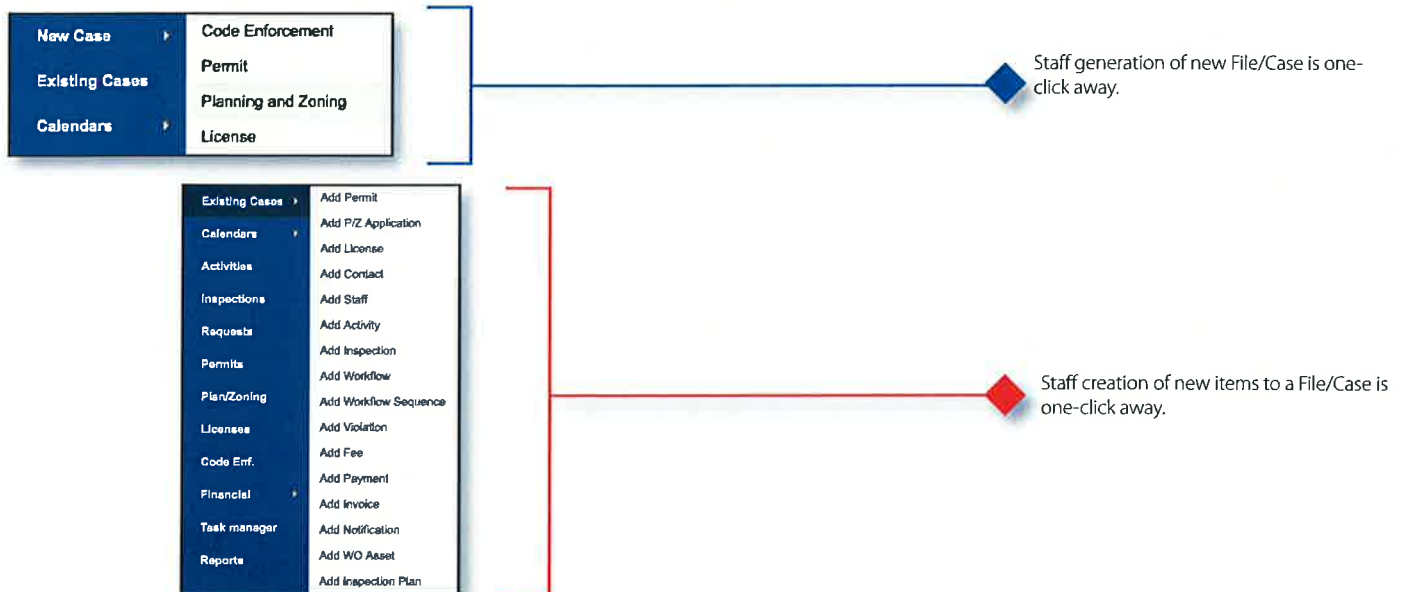 New Case
Existing Cases
Calendars
Code Enforcement
Permit
Planning and Zoning
License
Staff generation of new File/Case is one-
click away.
Existing Cases
Calendars
Activities
Inspections
Requests
Permits
Plan/Zoning
Licenses
Code Enf.
Financial
Task manager
Reports
Add Permit
Add P/Z Application
Add License
Add Contact
Add Staff
Add Activity
Add Inspection
Add Workflow
Add Workflow Sequence
Add Violation
Add Fee
Add Payment
Add Invoice
Add Notification
Add WO Asset
Add Inspection Plan
Staff creation of new items to a File/Case is
one-click away.